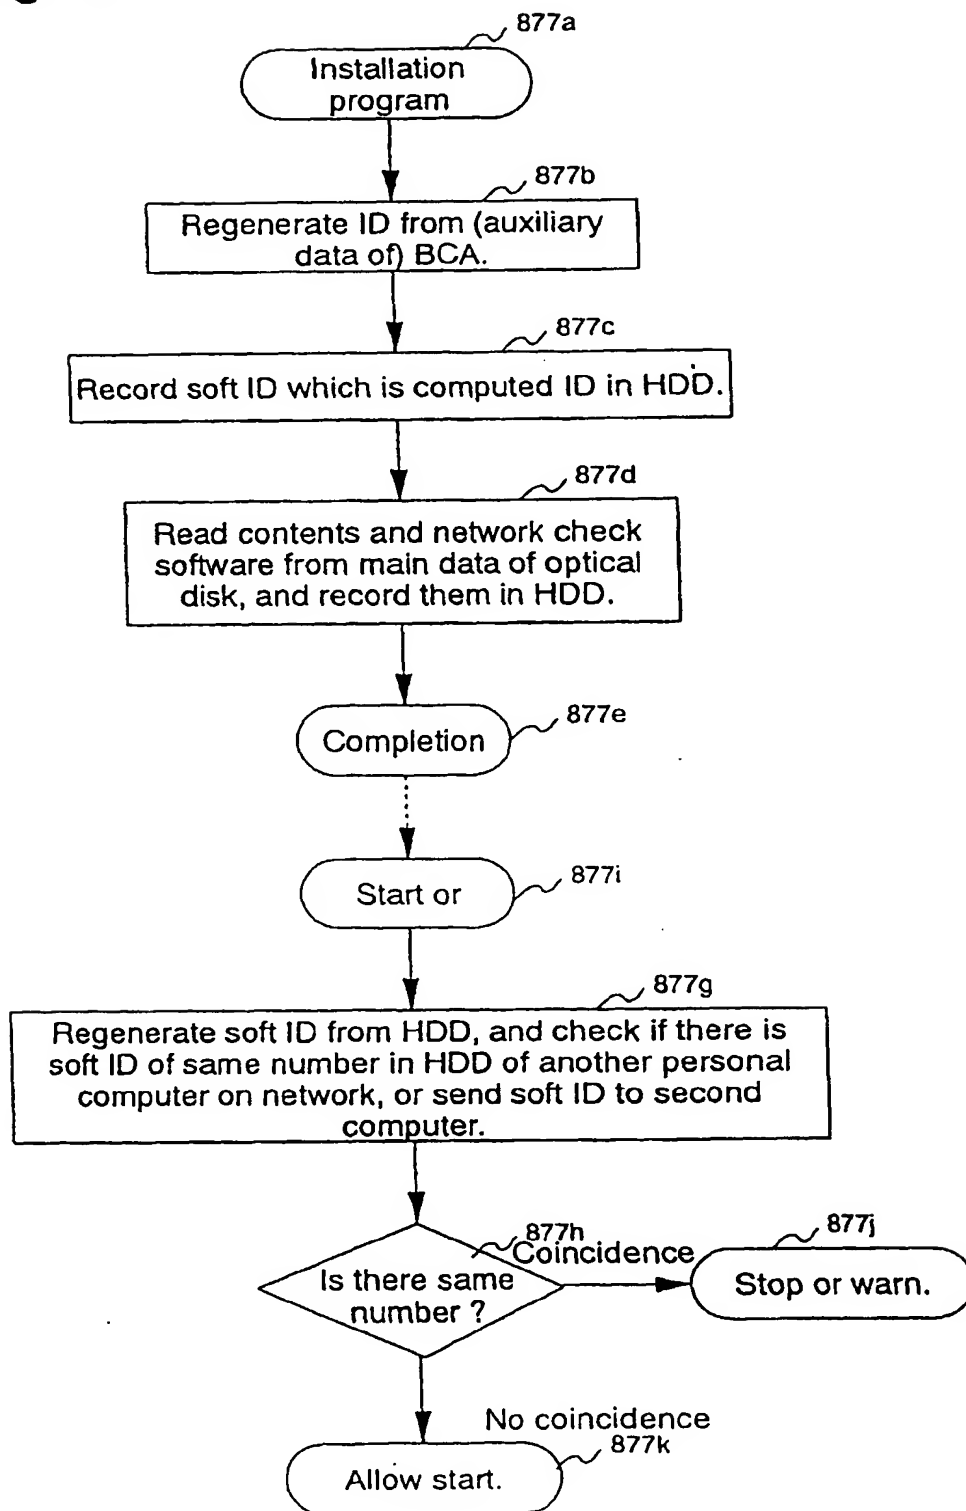 877a
Installation
program
877b
Regenerate ID from (auxiliary
data of) BCA.
877c
Record soft ID which is computed ID in HDD.
877d
Read contents and network check
software from main data of optical
disk, and record them in HDD.
877e
Completion
877i
Start or
877g
Regenerate soft ID from HDD, and check if there is
soft ID of same number in HDD of another personal
computer on network, or send soft ID to second
computer.
877h
Coincidence
877j
Is there same
number ?
Stop or warn.
No coincidence
877k
Allow start.